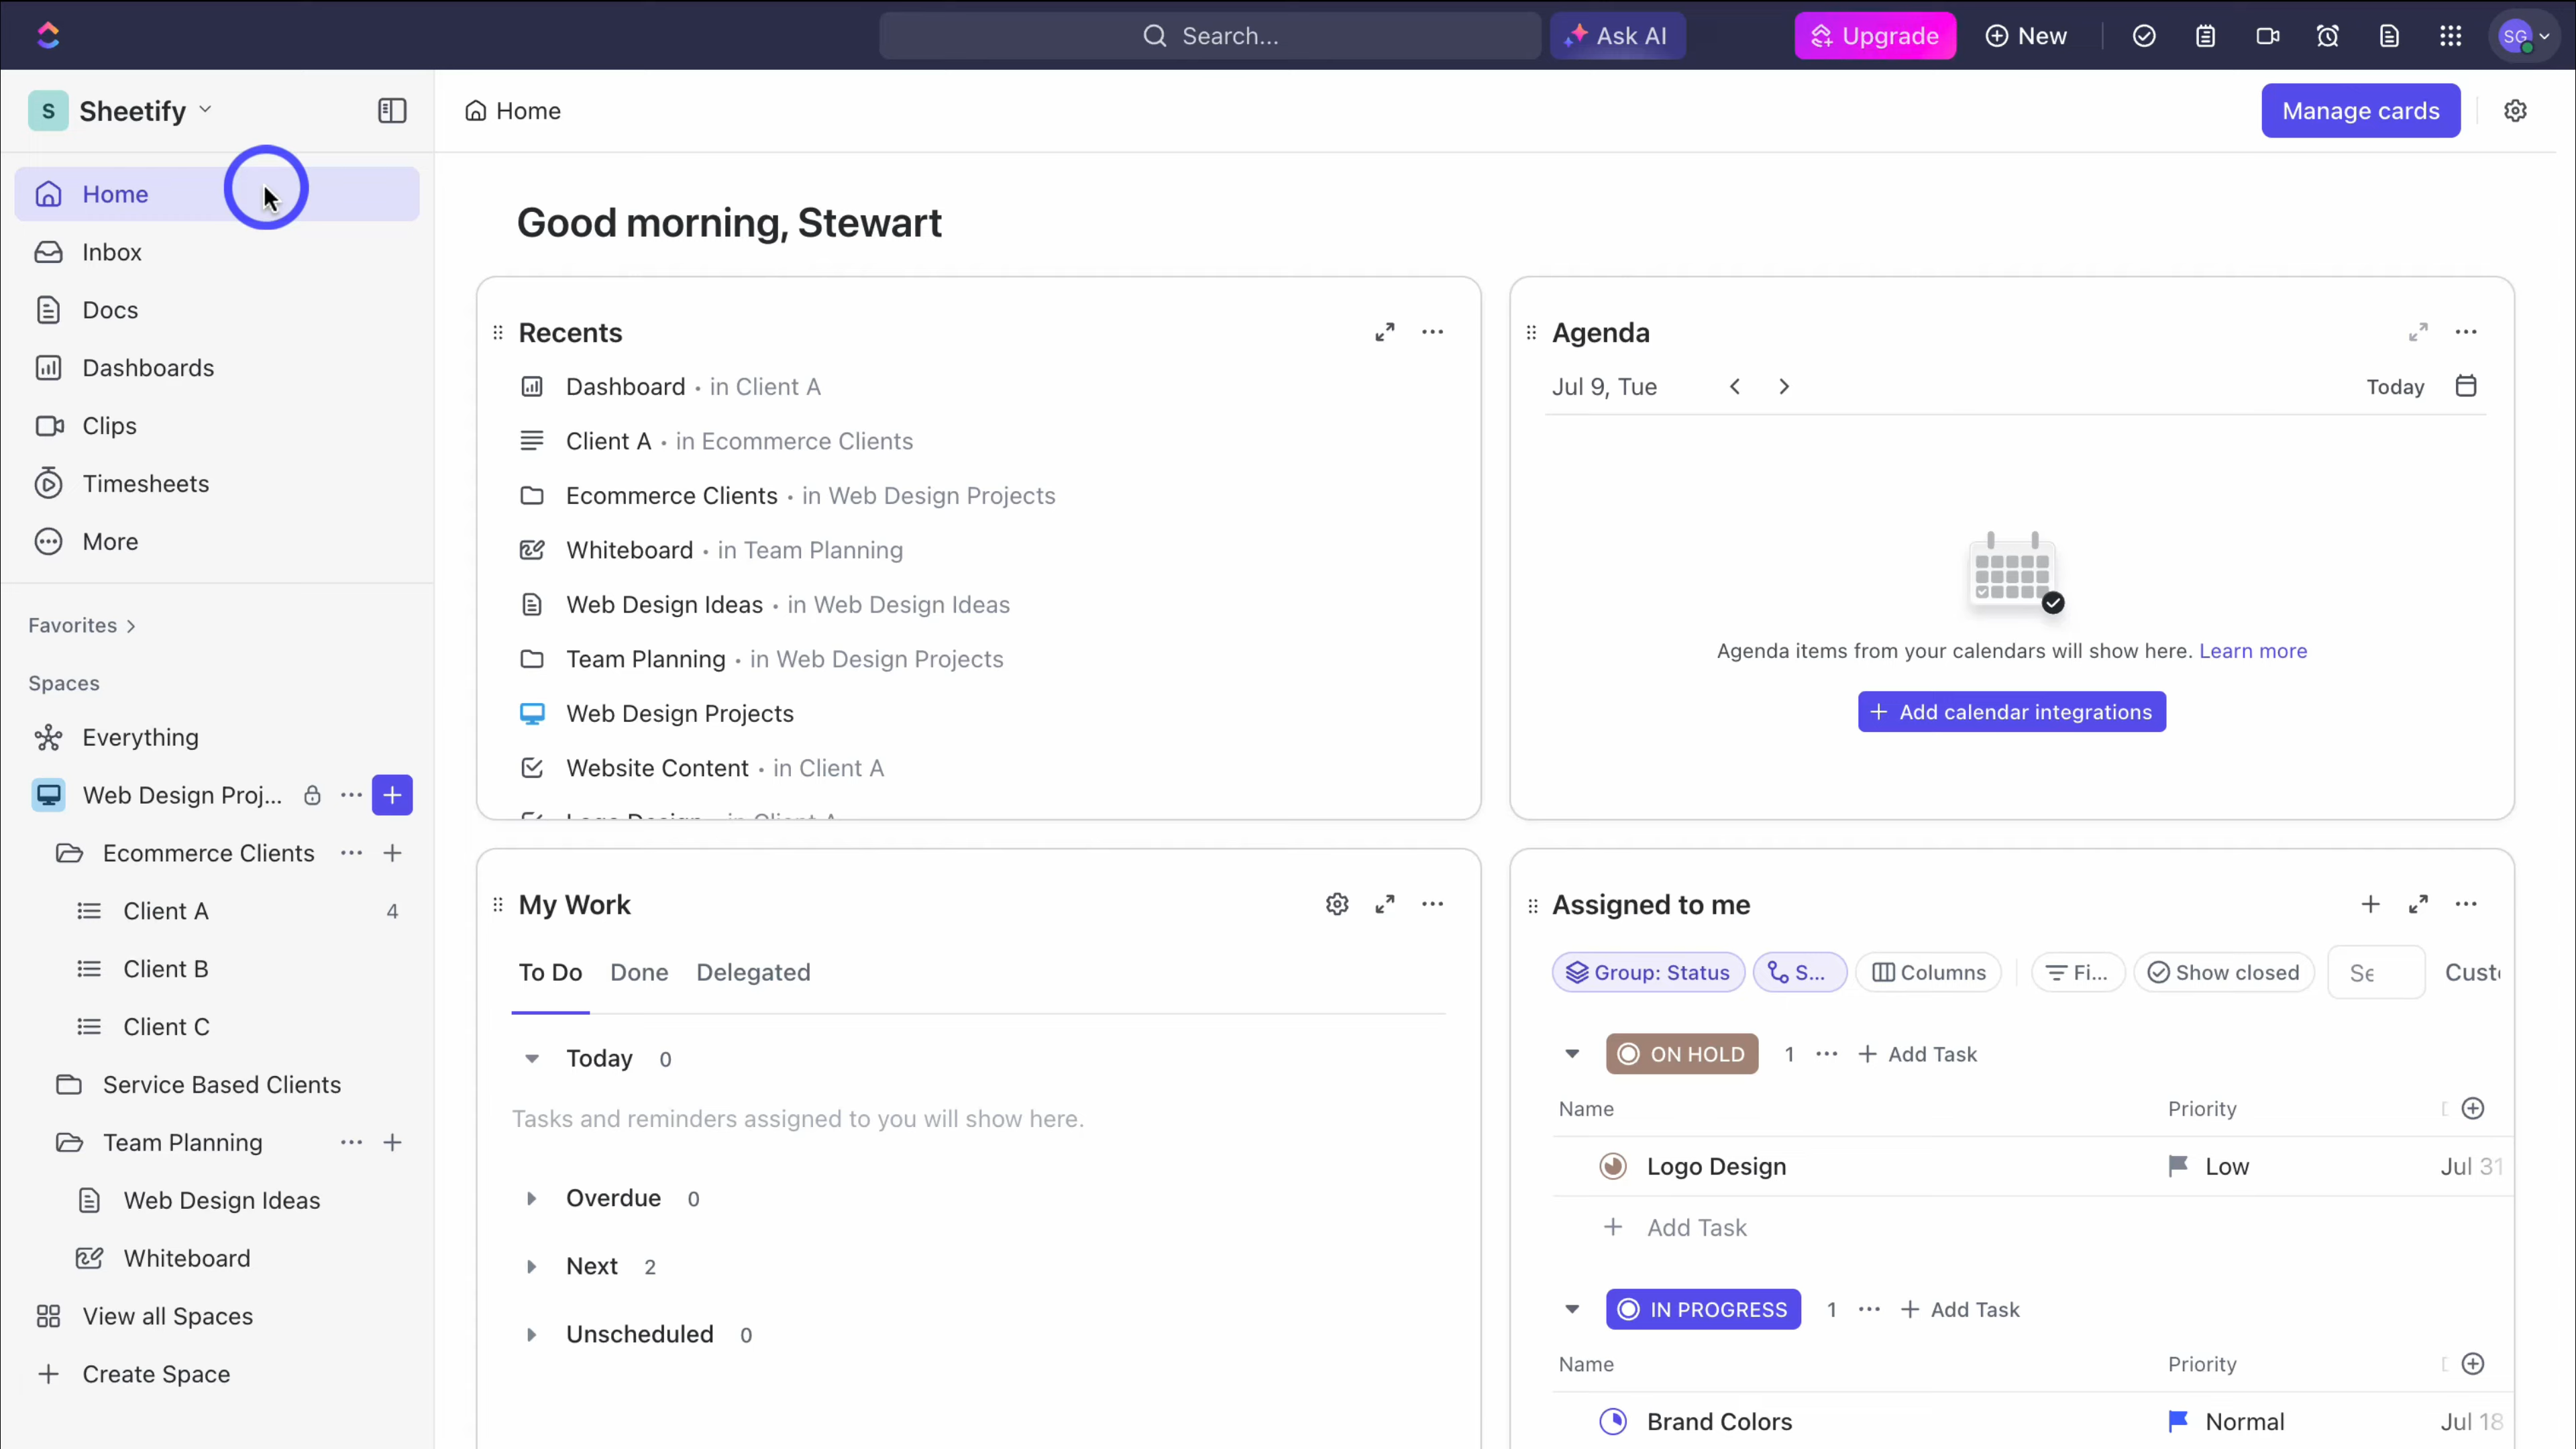 Search...
Ask AI
Upgrade
New
SG
S Sheetify
Home
Inbox
Docs
Dashboards
Clips
Timesheets
More
Favorites
Spaces
Everything
Web Design Proj...
Ecommerce Clients
Client A 4
Client B
Client C
Service Based Clients
Team Planning
Web Design Ideas
Whiteboard
View all Spaces
Create Space
Home
Manage cards
Good morning, Stewart
Recents
Dashboard • in Client A
Client A • in Ecommerce Clients
Ecommerce Clients • in Web Design Projects
Whiteboard • in Team Planning
Web Design Ideas • in Web Design Ideas
Team Planning • in Web Design Projects
Web Design Projects
Website Content • in Client A
Agenda
Jul 9, Tue
Today
Agenda items from your calendars will show here. Learn more
+ Add calendar integrations
My Work
To Do Done Delegated
Today 0
Tasks and reminders assigned to you will show here.
Overdue 0
Next 2
Unscheduled 0
Assigned to me
Group: Status S... Columns Fi... Show closed Se Cust
ON HOLD 1 ... + Add Task
Name Priority
Logo Design Low Jul 31
+ Add Task
IN PROGRESS 1 ... + Add Task
Name Priority
Brand Colors Normal Jul 18